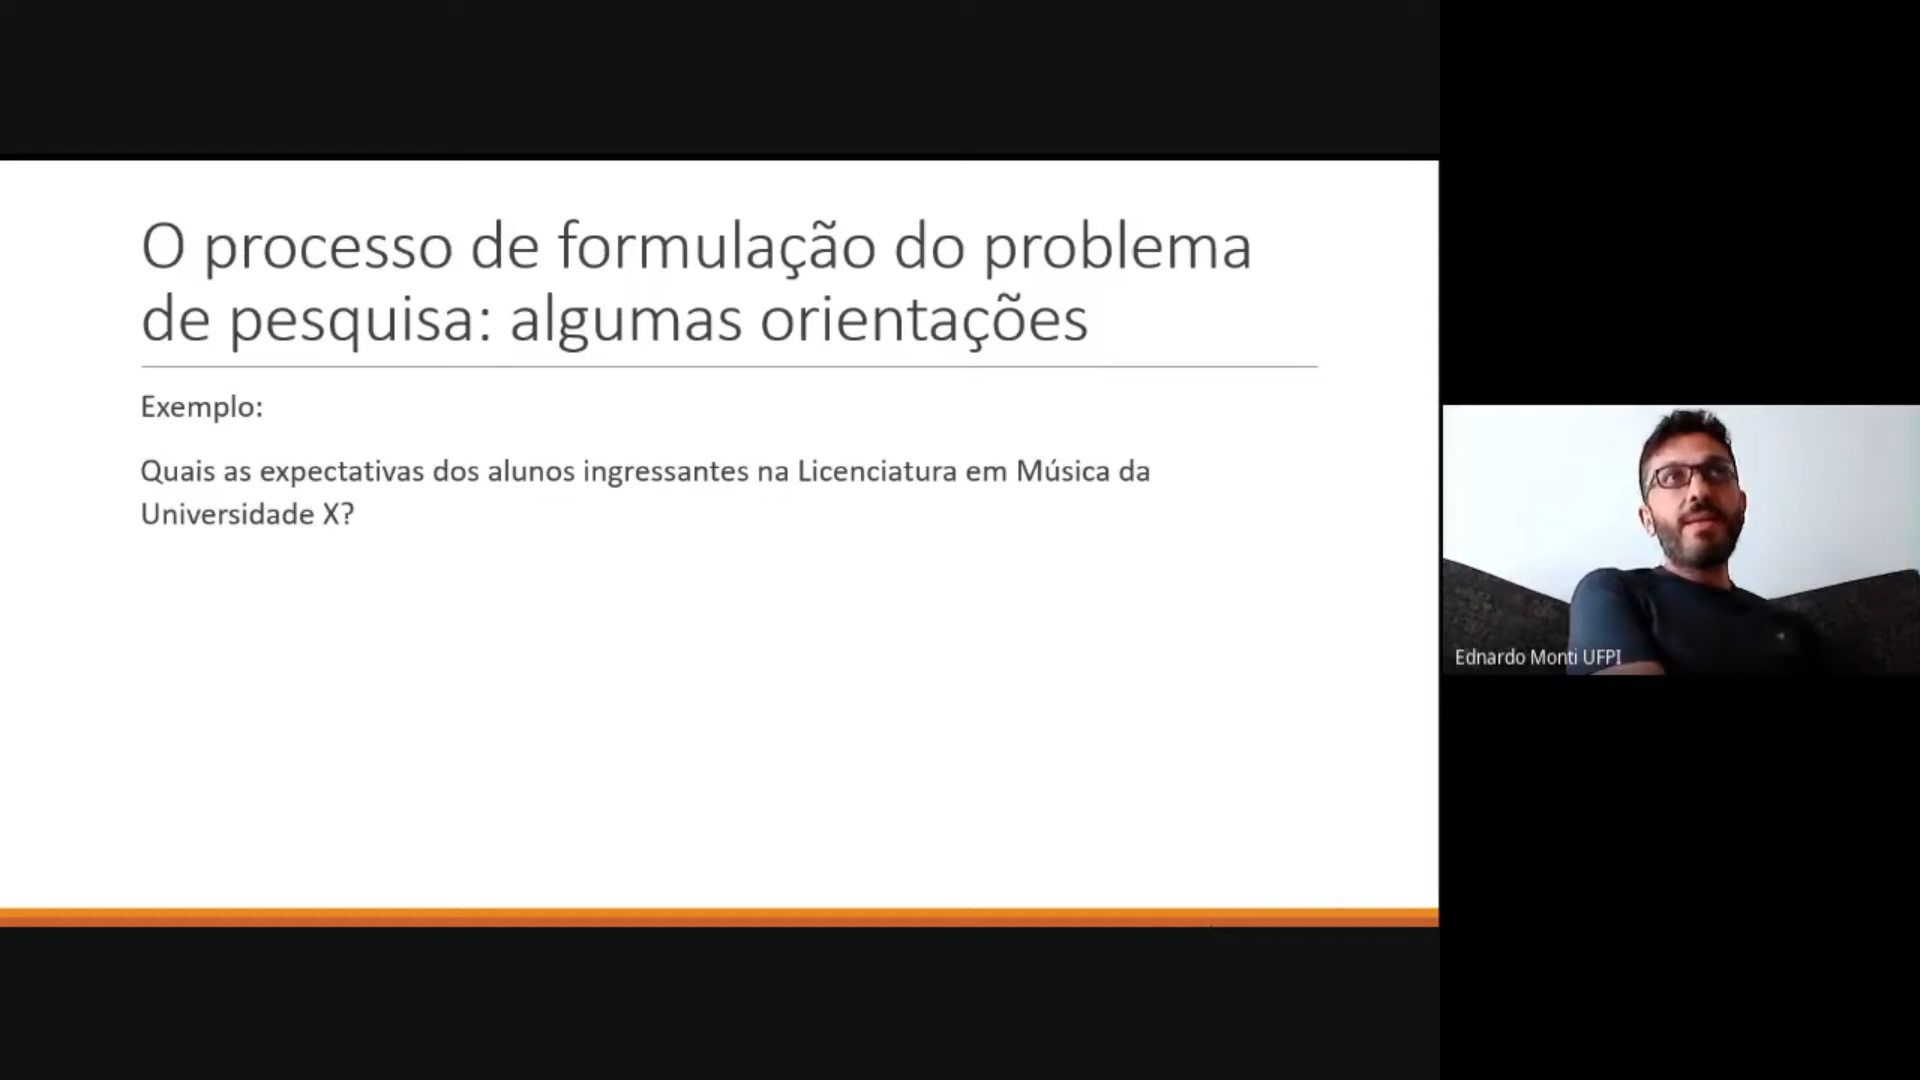 O processo de formulação do problema
de pesquisa: algumas orientações
Exemplo:
Quais as expectativas dos alunos ingressantes na Licenciatura em Música da
Universidade X?
Ednardo Monti UFPI